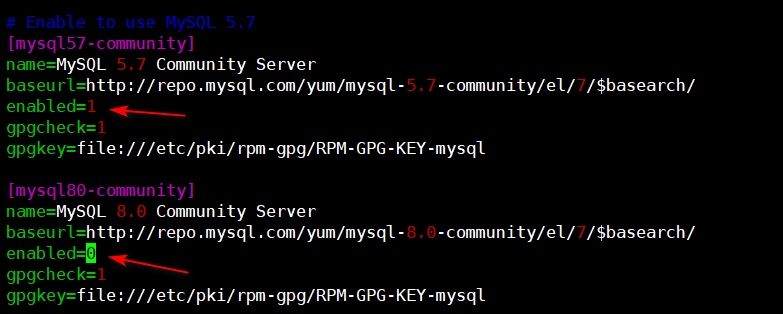 # Enable to use MySQL 5.7
[mysql57-community]
name=MySQL 5.7 Community Server
baseurl=http://repo.mysql.com/yum/mysql-5.7-community/el/7/$basearch/
enabled=1
gpgcheck=1
gpgkey=file:///etc/pki/rpm-gpg/RPM-GPG-KEY-mysql
[mysql80-community]
name=MySQL 8.0 Community Server
baseurl=http://repo.mysql.com/yum/mysql-8.0-community/el/7/$basearch/
enabled=0
gpgcheck=1
gpgkey=file:///etc/pki/rpm-gpg/RPM-GPG-KEY-mysql